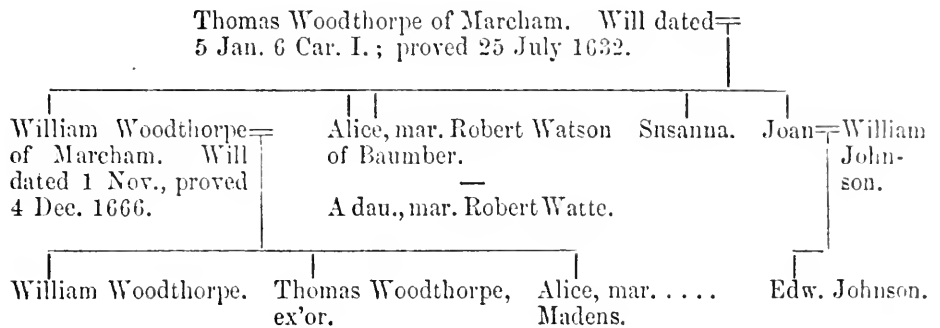 Thomas Woodthorpe of Marcham. Will dated
5 Jan. 6 Car. I.; proved 25 July 1632.
William Woodthorpe
of Marcham. Will
dated 1 Nov., proved
4 Dec. 1666.
Alice, mar. Robert Watson
of Baumber.
A dau., mar. Robert Watte.
Susanna.
Joan
William
John-
son.
William Woodthorpe.
Thomas Woodthorpe,
ex'or.
Alice, mar. . . . .
Madens.
Edw. Johnson.